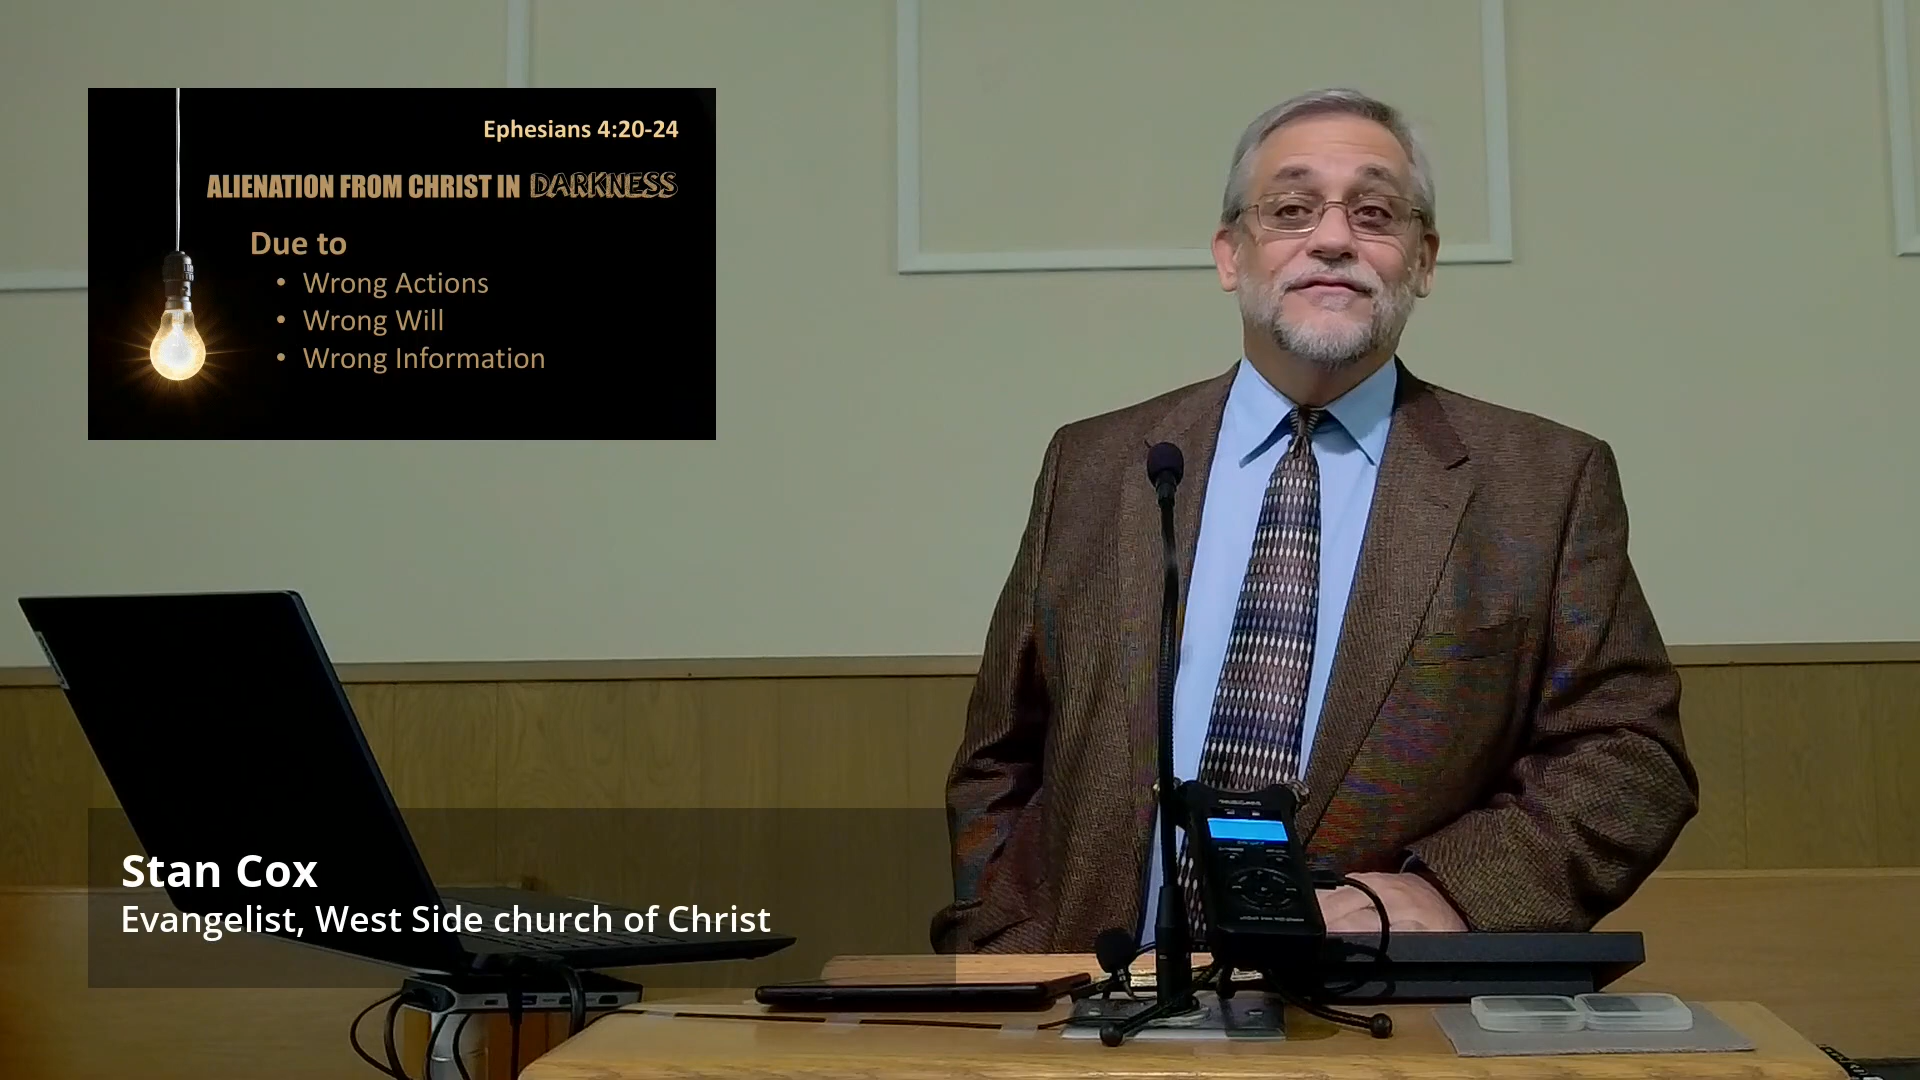 Ephesians 4:20-24
ALIENATION FROM CHRIST IN DARKNESS
Due to
• Wrong Actions
• Wrong Will
• Wrong Information
Stan Cox
Evangelist, West Side church of Christ